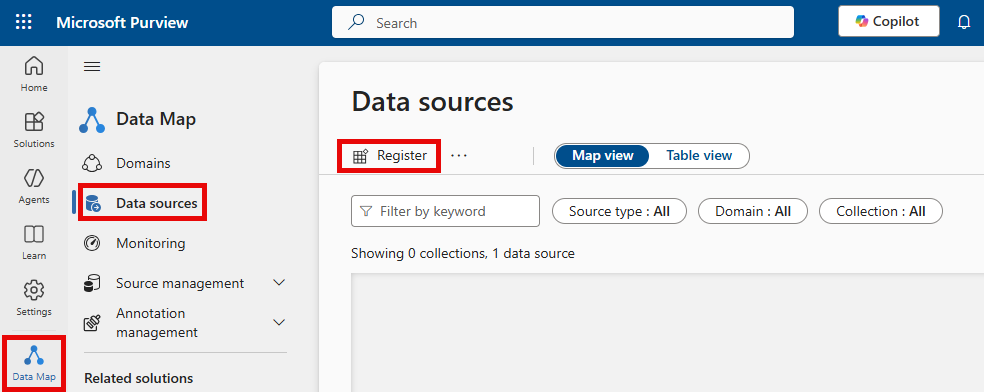 Microsoft Purview
Search
Copilot
Home
Solutions
Agents
Learn
Settings
Data Map
Data Map
Domains
Data sources
Monitoring
Source management
Annotation
management
Related solutions
Data sources
Register
Map view
Table view
Filter by keyword
Source type : All
Domain : All
Collection : All
Showing 0 collections, 1 data source